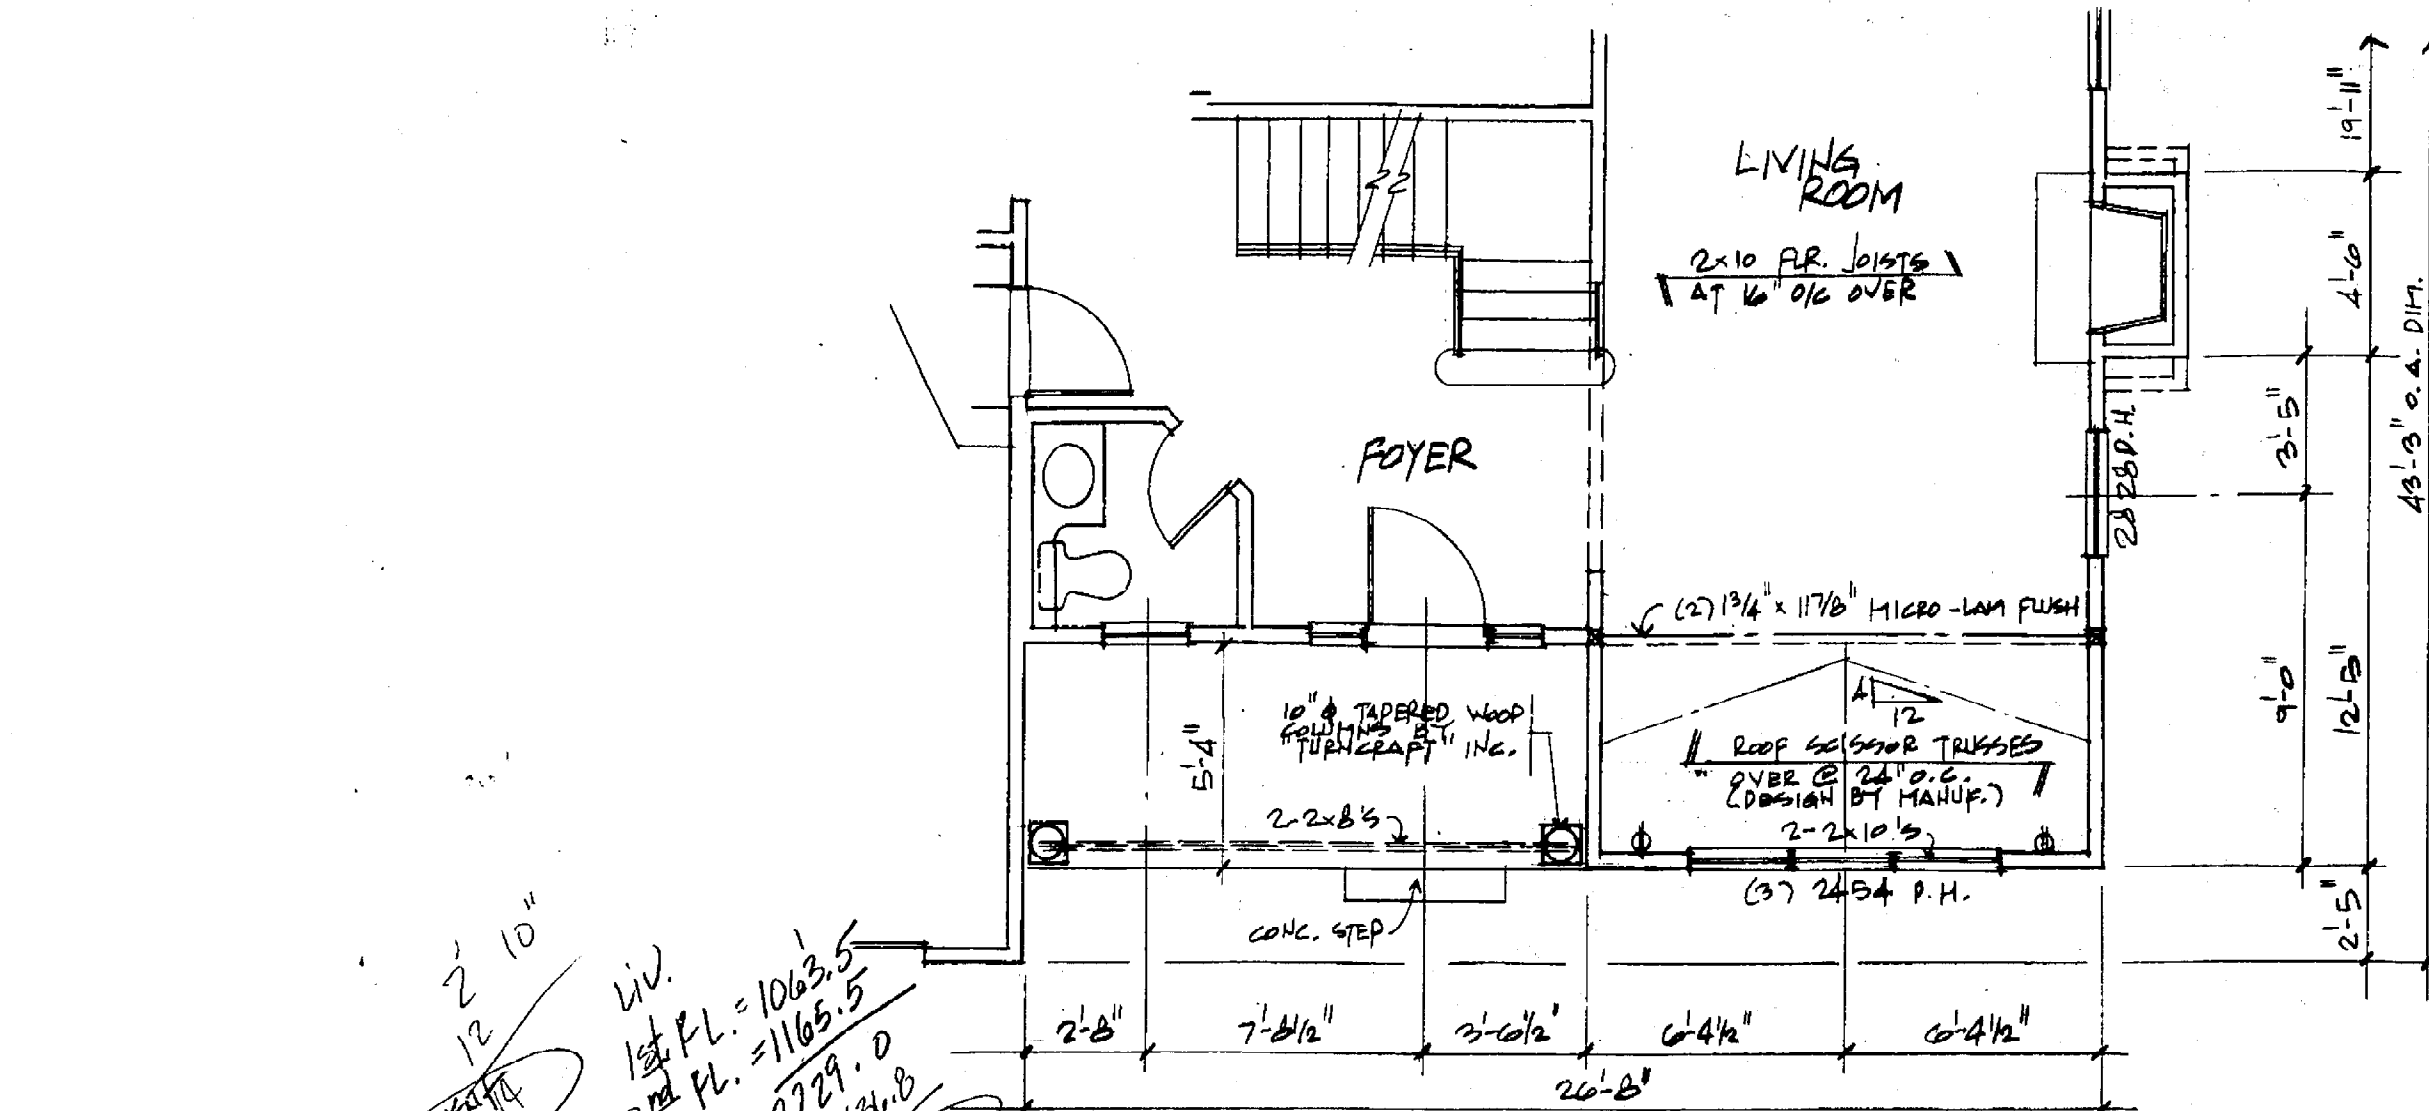 LIVING
ROOM
2x10 FLR. JOISTS
AT 16" O/C OVER
19'-11"
4'-6"
43'-3" O.A. DIM.
3'-5"
28 28 D.H.
FOYER
(2) 1 3/4" x 11 7/8" MICRO-LAM FLUSH
9'-0"
12'-5"
4
12
10" ϕ TAPERED WOOD
COLUMNS BY
"TURNCRAFT" INC.
5'-4"
ROOF SCISSOR TRUSSES
OVER @ 24" O.C.
(DESIGN BY MANUF.)
2-2x8'S
2-2x10'S
(3) 2454 D.H.
CONC. STEP
2'-5"
2' 10"
12
LIV.
1st FL. = 1063.5
2nd FL. = 1165.5
2229.0
2'-8"
7'-8 1/2"
3'-6 1/2"
6'-4 1/2"
6'-4 1/2"
26'-8"